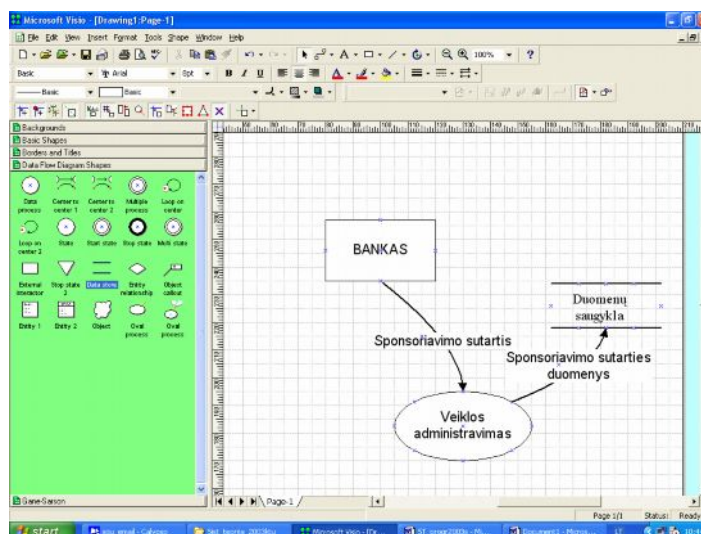 Microsoft Visio - [Drawing1:Page-1]
File Edit View Insert Format Tools Shape Window Help
100%
Basic Arial 8pt
Basic Basic
Backgrounds
Basic Shapes
Borders and Titles
Data Flow Diagram Shapes
Data process
Center to center 1
Center to center 2
Multiple process
Loop on center
Loop on center 2
State
Start state
Stop state
Multi state
External interactor
Stop state 2
Data store
Entity relationship
Object callout
Entity 1
Entity 2
Object
Oval process
Oval process
Gane-Sarson
BANKAS
Duomenų
saugykla
Sponsoriavimo sutartis
Sponsoriavimo sutarties
duomenys
Veiklos
administravimas
Page-1
Page 1/1 Status: Ready
start